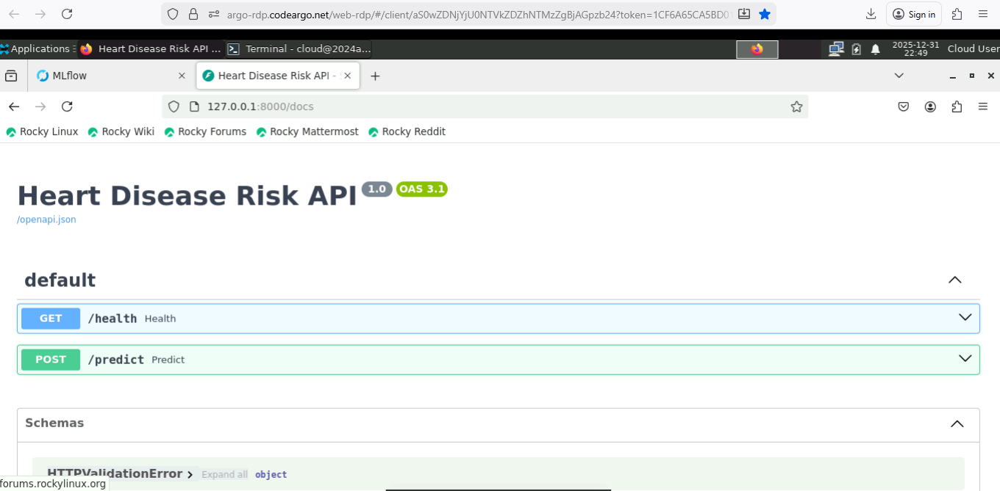 argo-rdp.codeargo.net/web-rdp/#/client/aS0wZDNjYjU0NTVkZDZhNTMzZgBjAGpzb24?token=1CF6A65CA5BD0
Sign in
Applications
Heart Disease Risk API ...
Terminal - cloud@2024a...
2025-12-31
22:49
Cloud User
MLflow
Heart Disease Risk API -
127.0.0.1:8000/docs
Rocky Linux
Rocky Wiki
Rocky Forums
Rocky Mattermost
Rocky Reddit
Heart Disease Risk API 1.0 OAS 3.1
/openapi.json
default
GET /health Health
POST /predict Predict
Schemas
HTTPValidationError Expand all object
forums.rockylinux.org